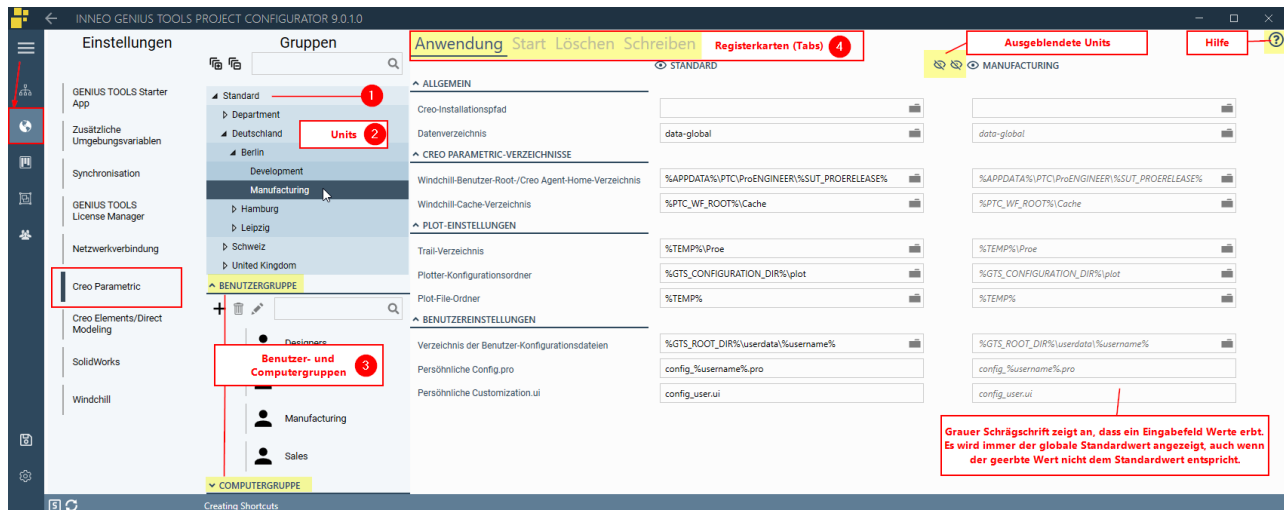 INNEO GENIUS TOOLS PROJECT CONFIGURATOR 9.0.1.0
Einstellungen
GENIUS TOOLS Starter
App
Zusätzliche
Umgebungsvariablen
Synchronisation
GENIUS TOOLS
License Manager
Netzwerkverbindung
Creo Parametric
Creo Elements/Direct
Modeling
SolidWorks
Windchill
Gruppen
Standard
1
Department
Deutschland
Units 2
Berlin
Development
Manufacturing
Hamburg
Leipzig
Schweiz
United Kingdom
BENUTZERGRUPPE
Designers
Benutzer- und
Computergruppen
3
Manufacturing
Sales
COMPUTERGRUPPE
Anwendung Start Löschen Schreiben
Registerkarten (Tabs) 4
Ausgeblendete Units
Hilfe
STANDARD
MANUFACTURING
ALLGEMEIN
Creo-Installationspfad
Datenverzeichnis data-global data-global
CREO PARAMETRIC-VERZEICHNISSE
Windchill-Benutzer-Root-/Creo Agent-Home-Verzeichnis %APPDATA%\PTC\ProENGINEER\%SUT_PROERELEASE% %APPDATA%\PTC\ProENGINEER\%SUT_PROERELEASE%
Windchill-Cache-Verzeichnis %PTC_WF_ROOT%\Cache %PTC_WF_ROOT%\Cache
PLOT-EINSTELLUNGEN
Trail-Verzeichnis %TEMP%\Proe %TEMP%\Proe
Plotter-Konfigurationsordner %GTS_CONFIGURATION_DIR%\plot %GTS_CONFIGURATION_DIR%\plot
Plot-File-Ordner %TEMP% %TEMP%
BENUTZEREINSTELLUNGEN
Verzeichnis der Benutzer-Konfigurationsdateien %GTS_ROOT_DIR%\userdata\%username% %GTS_ROOT_DIR%\userdata\%username%
Persöhnliche Config.pro config_%username%.pro config_%username%.pro
Persöhnliche Customization.ui config_user.ui config_user.ui
Grauer Schrägschrift zeigt an, dass ein Eingabefeld Werte erbt.
Es wird immer der globale Standardwert angezeigt, auch wenn
der geerbte Wert nicht dem Standardwert entspricht.
S Creating Shortcuts